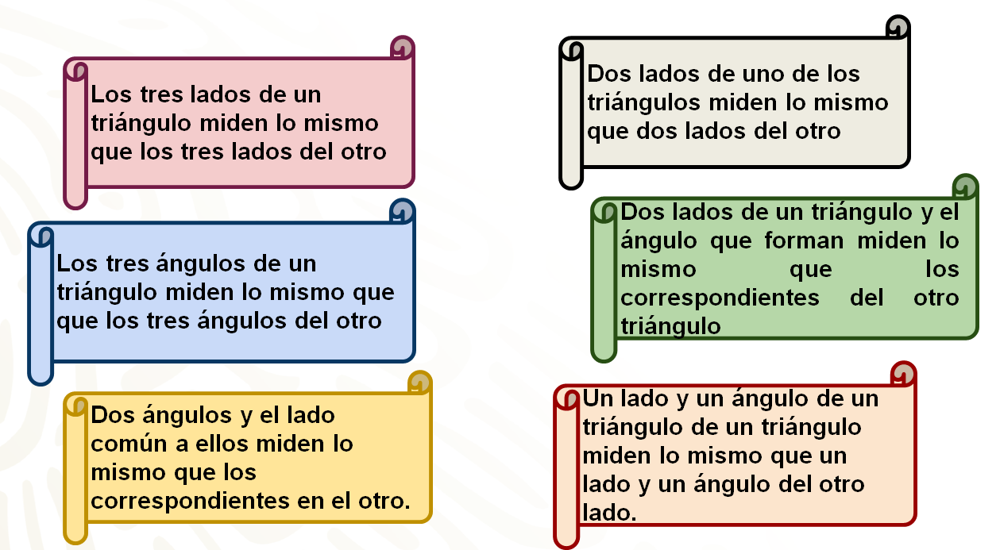 Los tres lados de un
triángulo miden lo mismo
que los tres lados del otro
Dos lados de uno de los
triángulos miden lo mismo
que dos lados del otro
Los tres ángulos de un
triángulo miden lo mismo que
que los tres ángulos del otro
Dos lados de un triángulo y el
ángulo que forman miden lo
mismo que los
correspondientes del otro
triángulo
Dos ángulos y el lado
común a ellos miden lo
mismo que los
correspondientes en el otro.
Un lado y un ángulo de un
triángulo de un triángulo
miden lo mismo que un
lado y un ángulo del otro
lado.